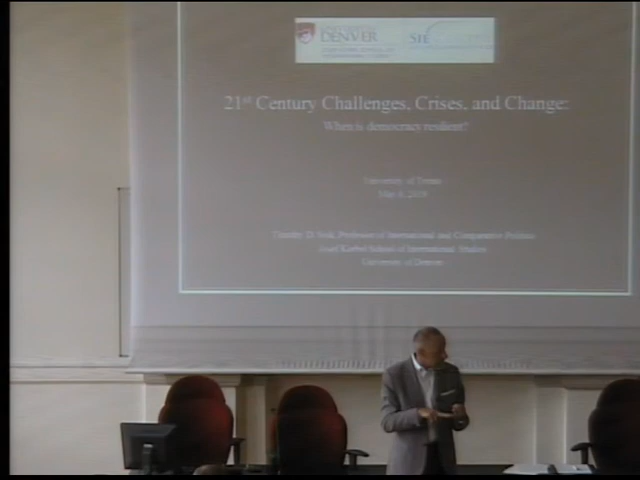 DENVER
SIE
21st Century Challenges, Crises, and Change:
When is democracy resilient?
University of Trento
May 6, 2019
Timothy D. Sisk, Professor of International and Comparative Politics
Josef Korbel School of International Studies
University of Denver